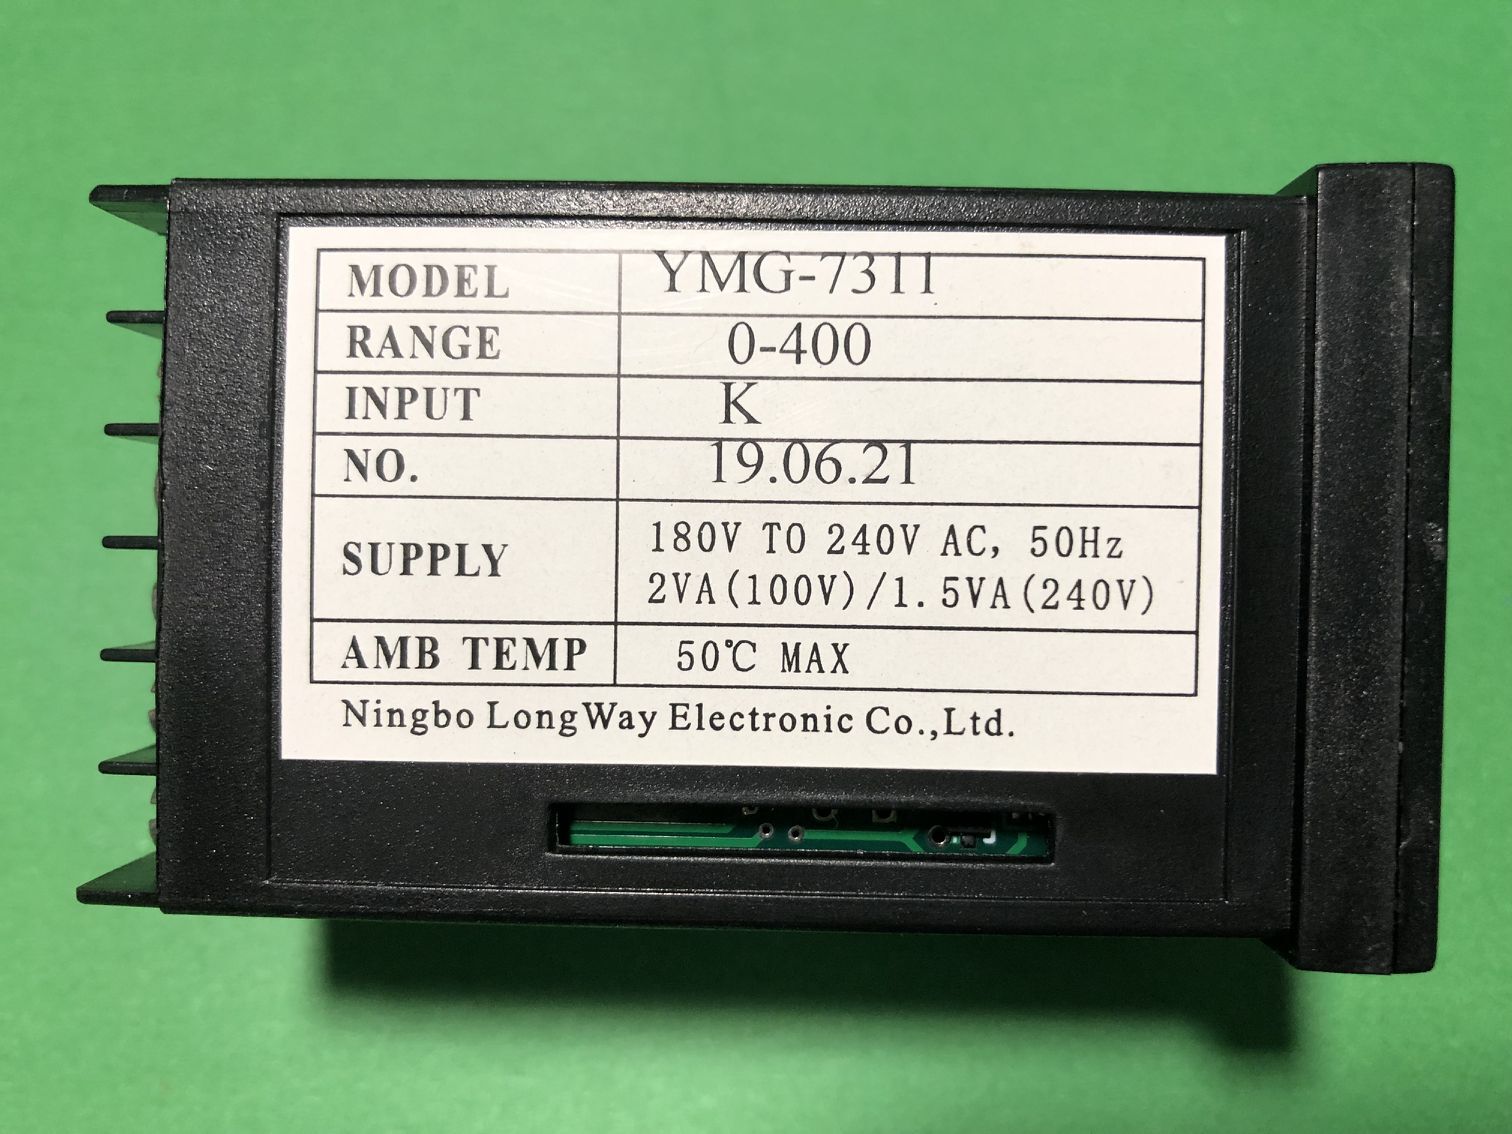 MODEL YMG-7311
RANGE 0-400
INPUT K
NO. 19.06.21
SUPPLY 180V TO 240V AC, 50Hz
2VA(100V)/1.5VA(240V)
AMB TEMP 50℃ MAX
Ningbo LongWay Electronic Co.,Ltd.